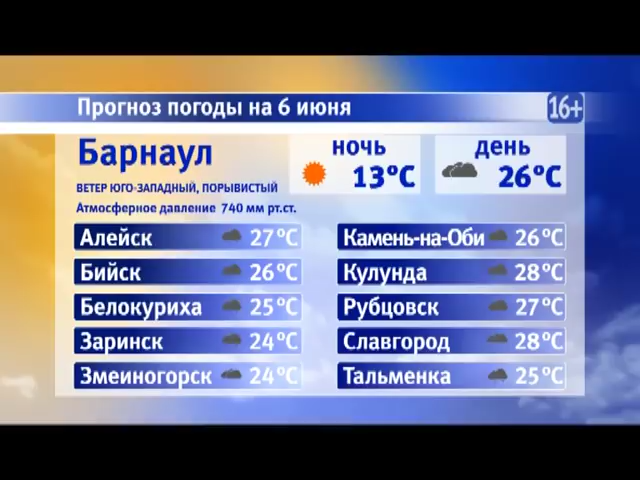 Прогноз погоды на 6 июня
16+
Барнаул
ночь
13°C
день
26°C
ВЕТЕР ЮГО-ЗАПАДНЫЙ, ПОРЫВИСТЫЙ
Атмосферное давление 740 мм рт.ст.
Алейск 27°C
Бийск 26°C
Белокуриха 25°C
Заринск 24°C
Змеиногорск 24°C
Камень-на-Оби 26°C
Кулунда 28°C
Рубцовск 27°C
Славгород 28°C
Тальменка 25°C